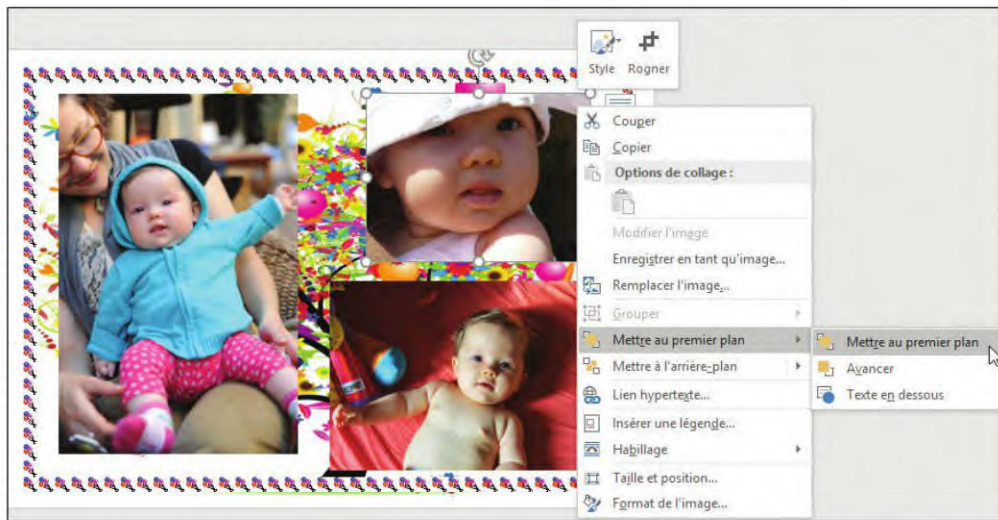 Style Rogner
Couper
Copier
Options de collage :
Modifier l'image
Enregistrer en tant qu'image...
Remplacer l'image...
Grouper
Mettre au premier plan
Mettre à l'arrière-plan
Lien hypertexte...
Insérer une légende...
Habillage
Taille et position...
Format de l'image...
Mettre au premier plan
Avancer
Texte en dessous